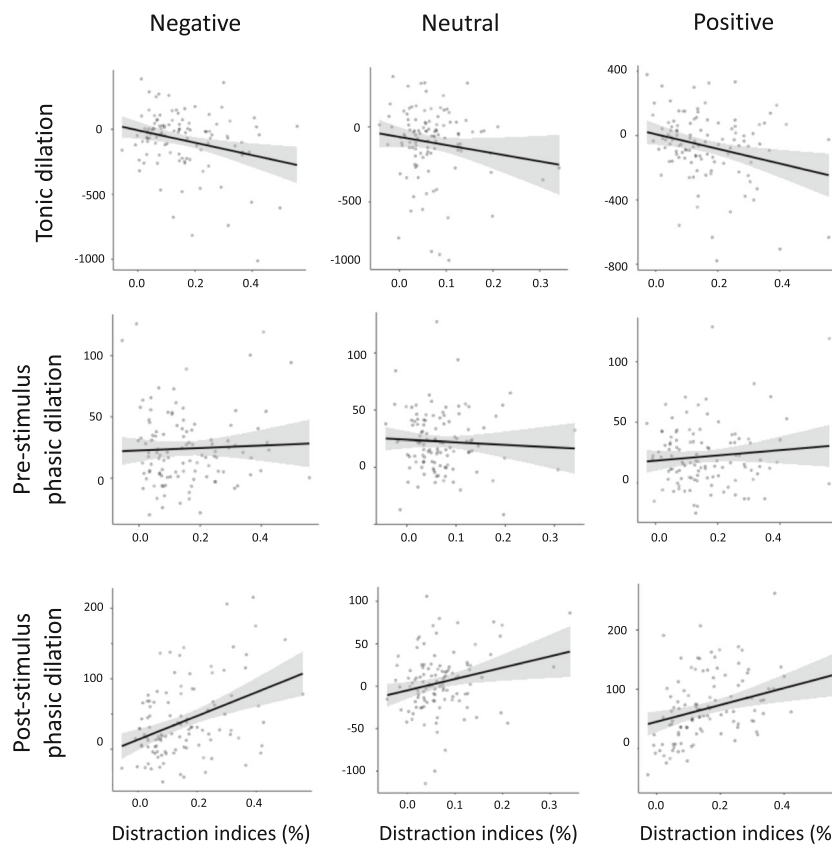 Negative Neutral Positive
Tonic dilation
0
-500
-1000
0.0 0.2 0.4
0
-500
-1000
0.0 0.1 0.2 0.3
400
0
-400
-800
0.0 0.2 0.4
Pre-stimulus
phasic dilation
100
50
0
0.0 0.2 0.4
100
50
0
0.0 0.1 0.2 0.3
100
50
0
0.0 0.2 0.4
Post-stimulus
phasic dilation
200
100
0
0.0 0.2 0.4
100
50
0
-50
-100
0.0 0.1 0.2 0.3
200
100
0
0.0 0.2 0.4
Distraction indices (%) Distraction indices (%) Distraction indices (%)